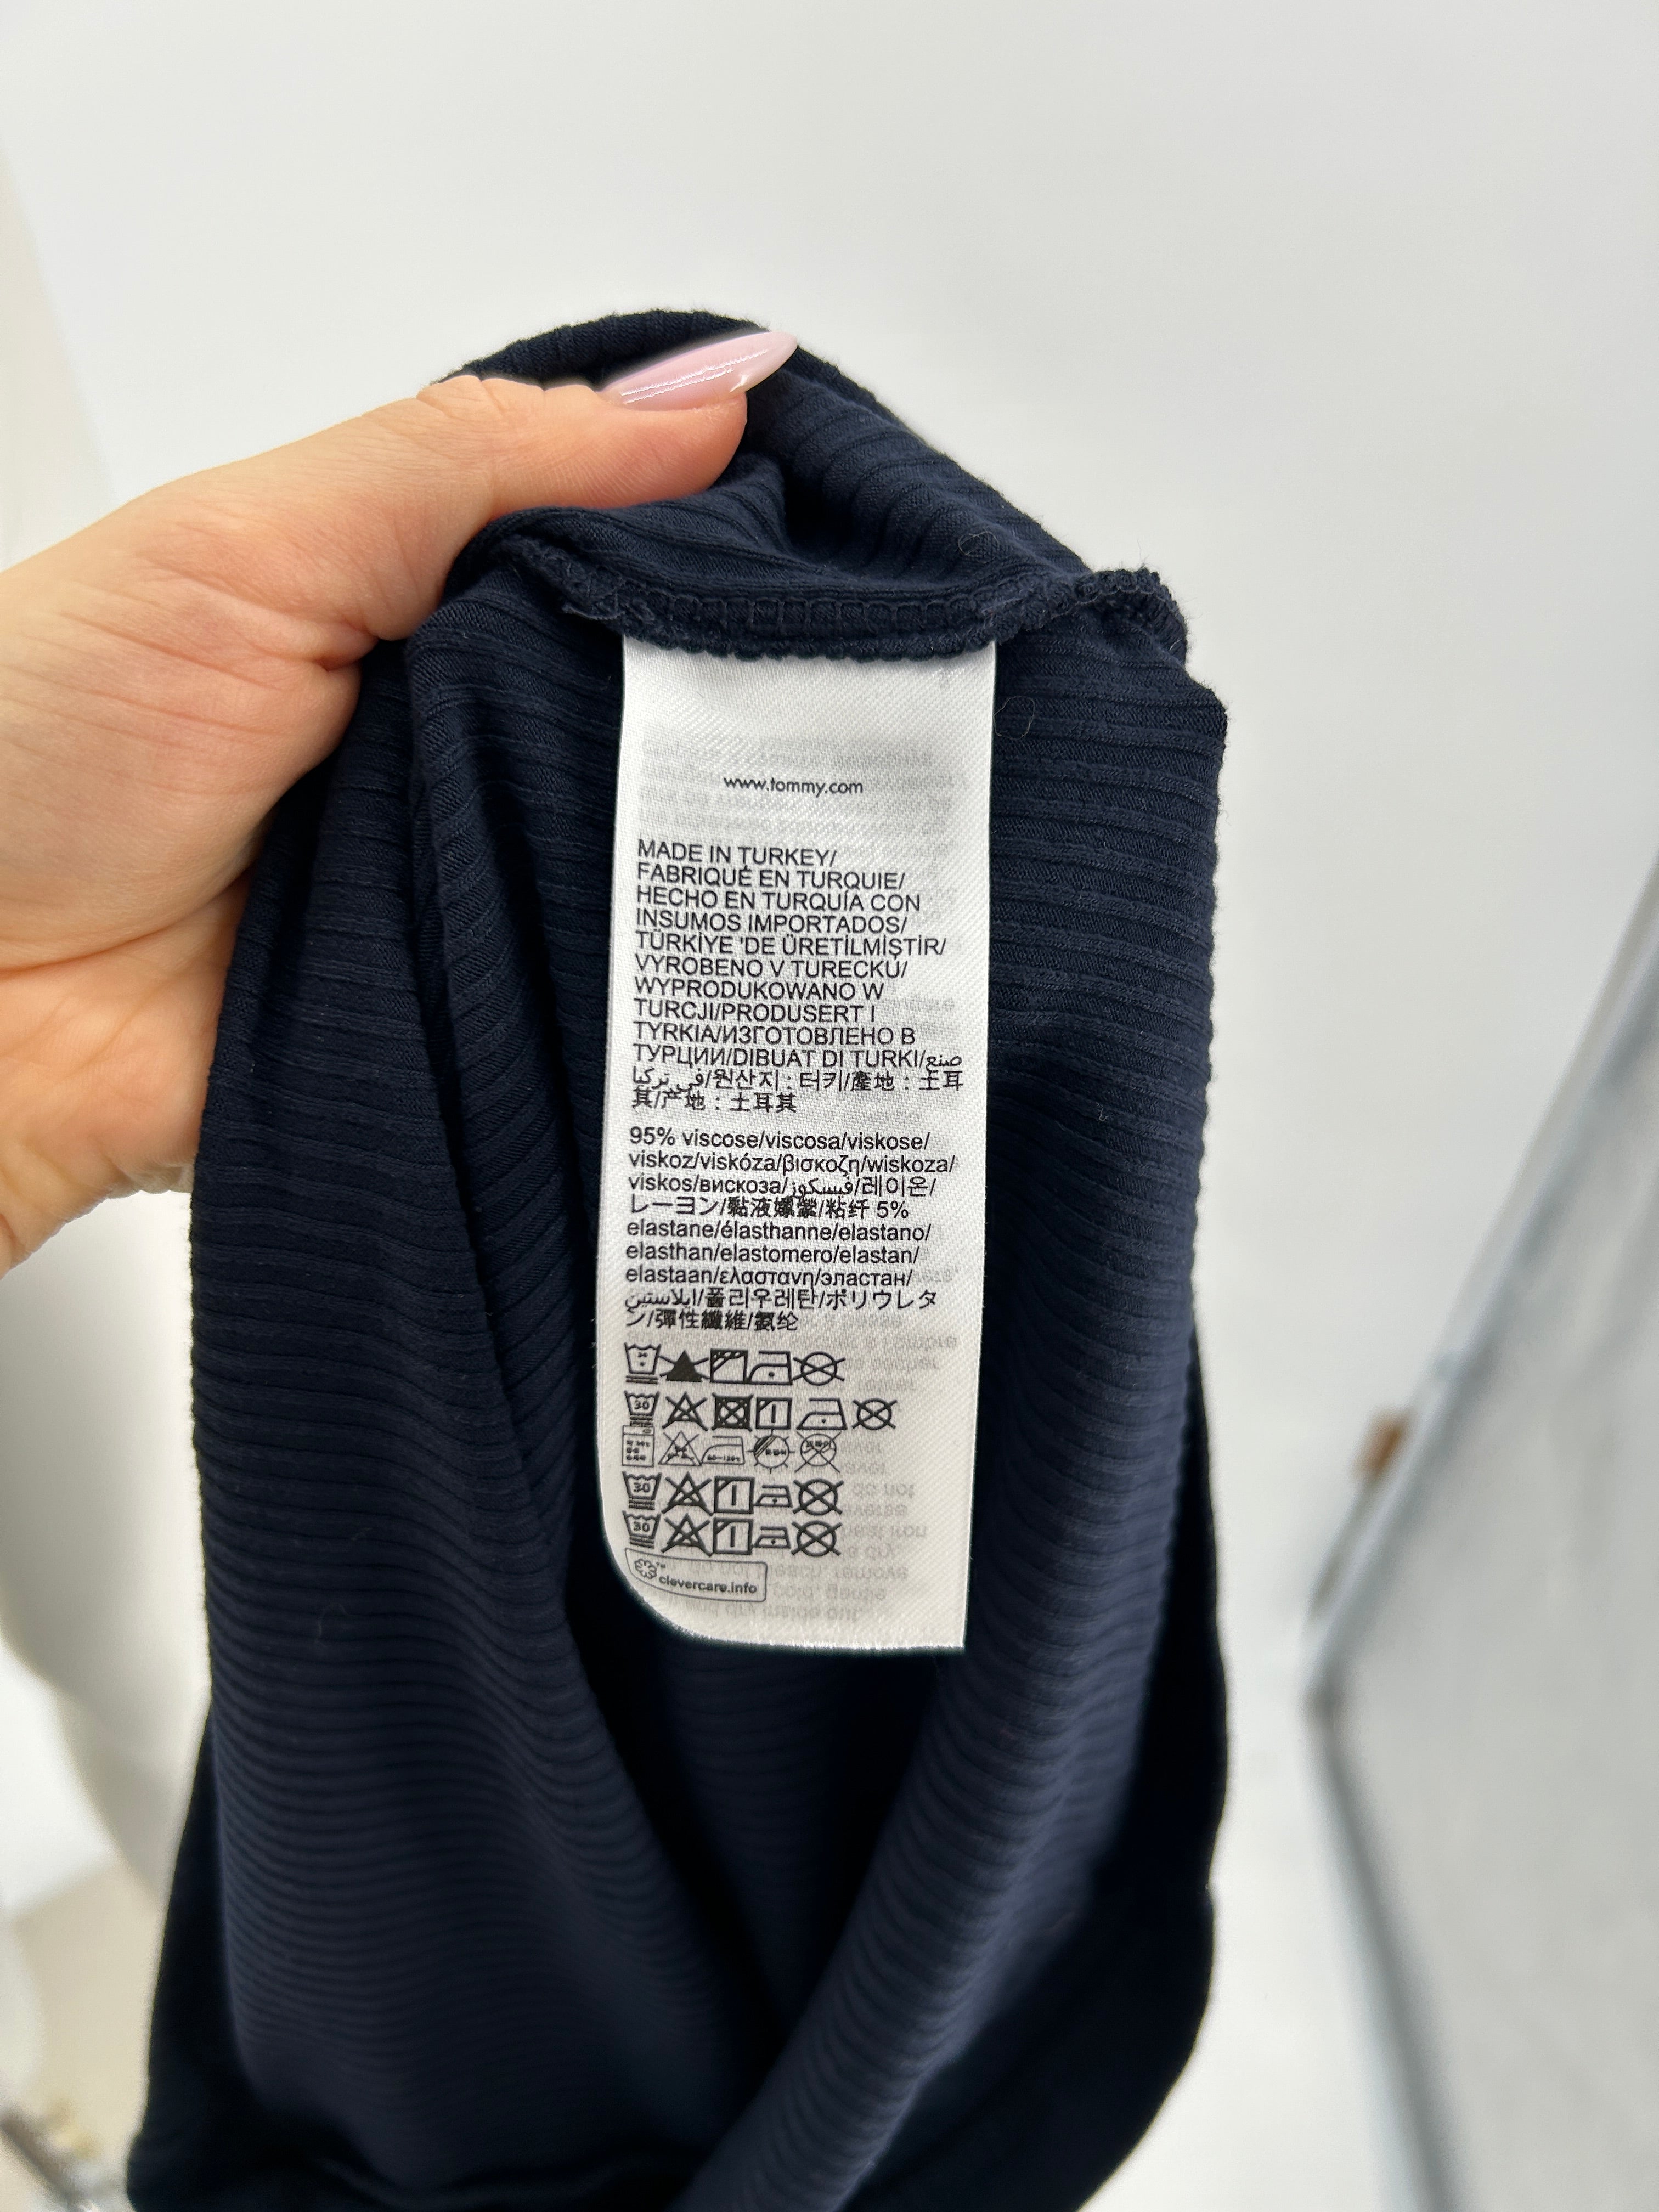 www.tommy.com
MADE IN TURKEY/
FABRIQUÉ EN TURQUIE/
HECHO EN TURQUÍA CON
INSUMOS IMPORTADOS/
TÜRKİYE 'DE ÜRETİLMİŞTİR/
VYROBENO V TURECKU/
WYPRODUKOWANO W
TURCJI/PRODUSERT I
TYRKIA/ИЗГОТОВЛЕНО В
ТУРЦИИ/DIBUAT DI TURKI/صنع
في تركيا/원산지 : 터키/產地 : 土耳
其/产地 : 土耳其
95% viscose/viscosa/viskose/
viskoz/viskóza/βισκοζη/wiskoza/
viskos/вискоза/فيسكوز/레이온/
レーヨン/黏液嫘縈/粘纤 5%
elastane/élasthanne/elastano/
elasthan/elastomero/elastan/
elastaan/ελαστανη/эластан/
ايلاستين/폴리우레탄/ポリウレタ
ン/彈性纖維/氨纶
30
30
30
clevercare.info